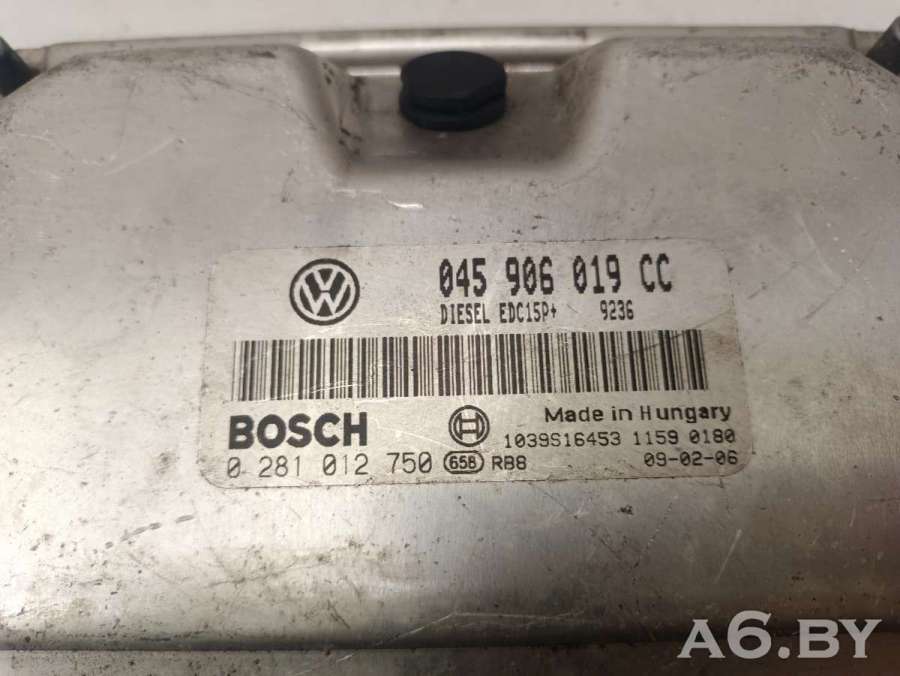 045 906 019 CC
DIESEL EDC15P+ 9236
BOSCH
Made in Hungary
1039S16453 1159 0180
0 281 012 750 658 RB8 09-02-06
A6.BY